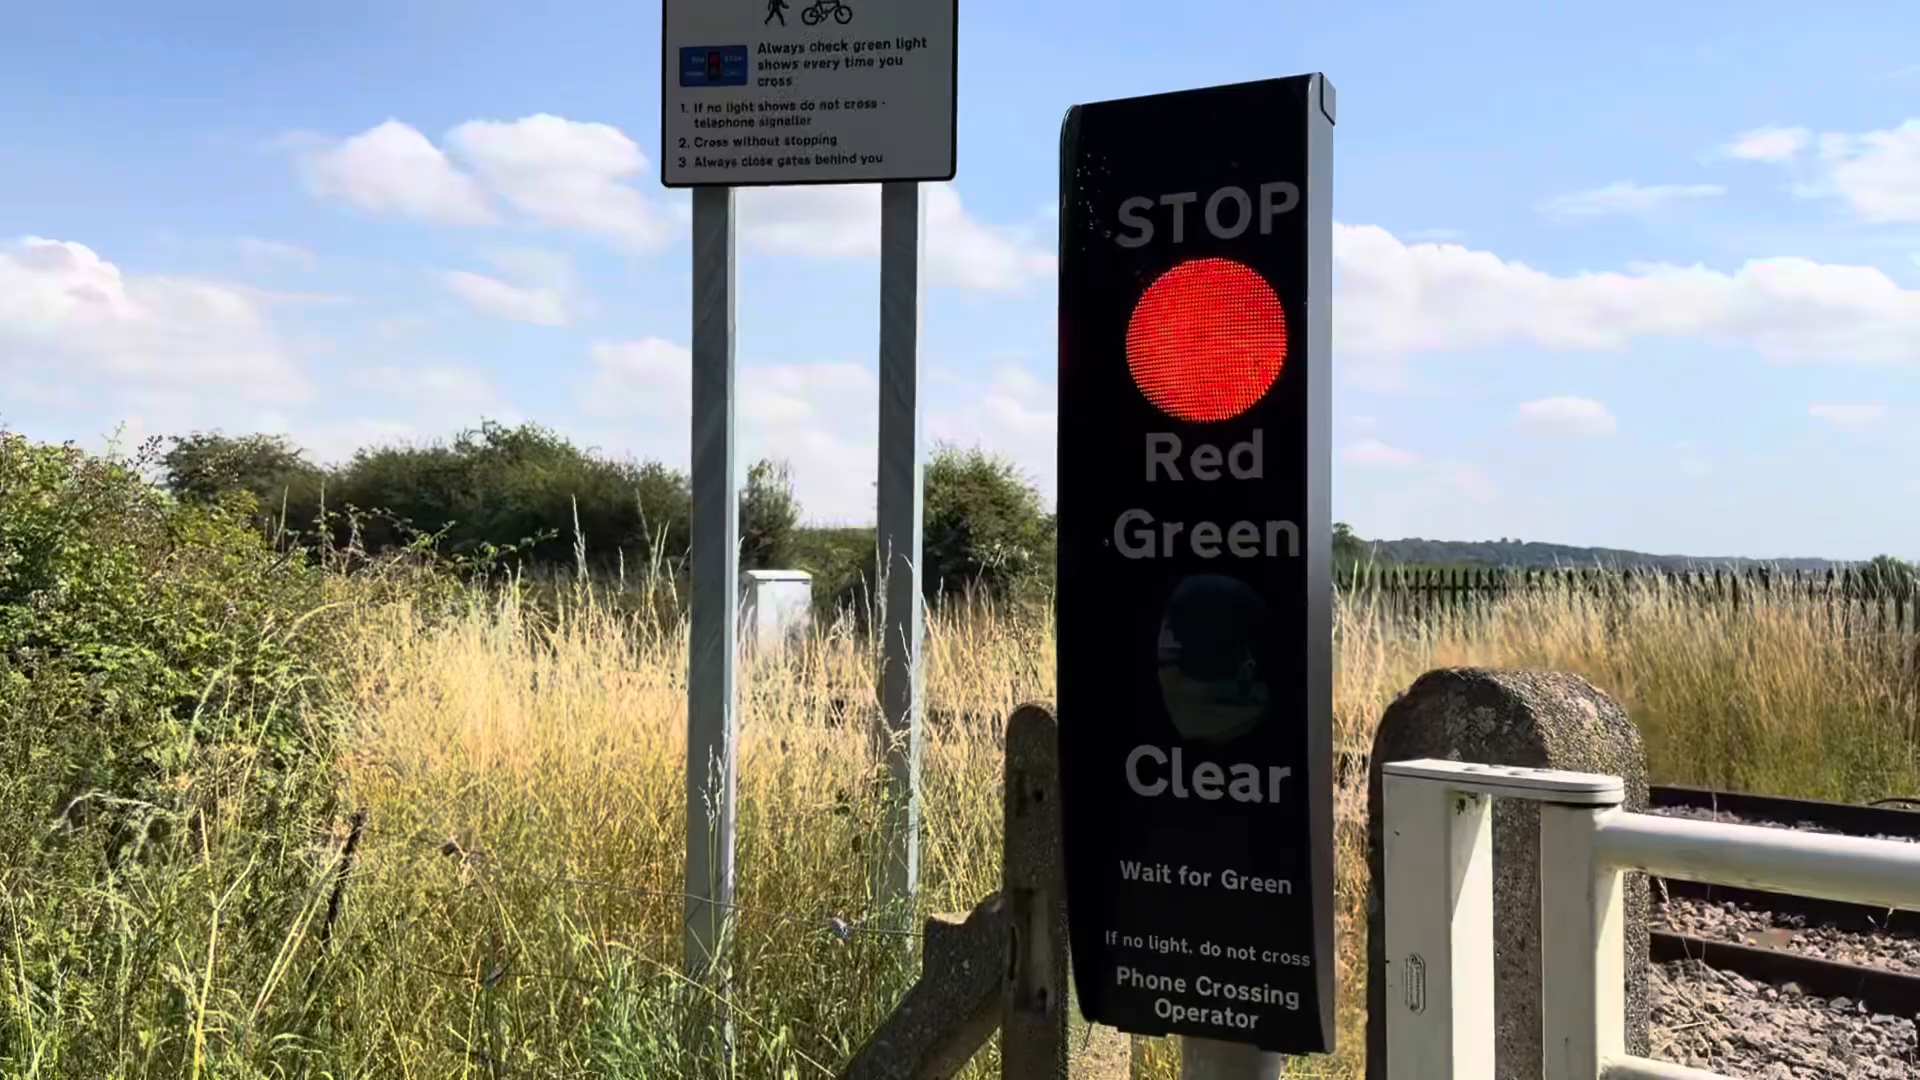 Always check green light
shows every time you
cross
1. If no light shows do not cross -
telephone signaller
2. Cross without stopping
3 Always close gates behind you
STOP
Red
Green
Clear
Wait for Green
If no light, do not cross
Phone Crossing
Operator